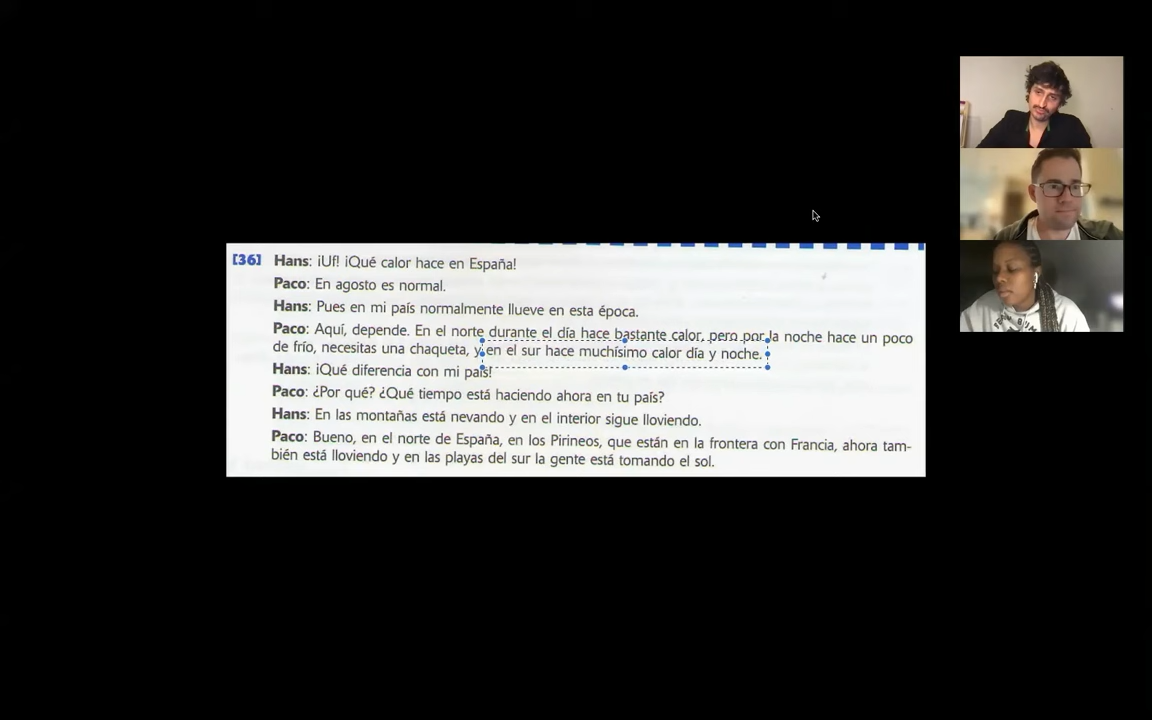 [36] Hans: ¡Uf! ¡Qué calor hace en España!
Paco: En agosto es normal.
Hans: Pues en mi país normalmente llueve en esta época.
Paco: Aquí, depende. En el norte durante el día hace bastante calor, pero por la noche hace un poco
de frío, necesitas una chaqueta, y en el sur hace muchísimo calor día y noche.
Hans: ¡Qué diferencia con mi país!
Paco: ¿Por qué? ¿Qué tiempo está haciendo ahora en tu país?
Hans: En las montañas está nevando y en el interior sigue lloviendo.
Paco: Bueno, en el norte de España, en los Pirineos, que están en la frontera con Francia, ahora tam-
bién está lloviendo y en las playas del sur la gente está tomando el sol.